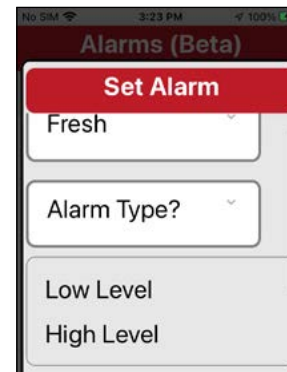 No SIM 3:23 PM 100%
Alarms (Beta)
Set Alarm
Fresh
Alarm Type?
Low Level
High Level